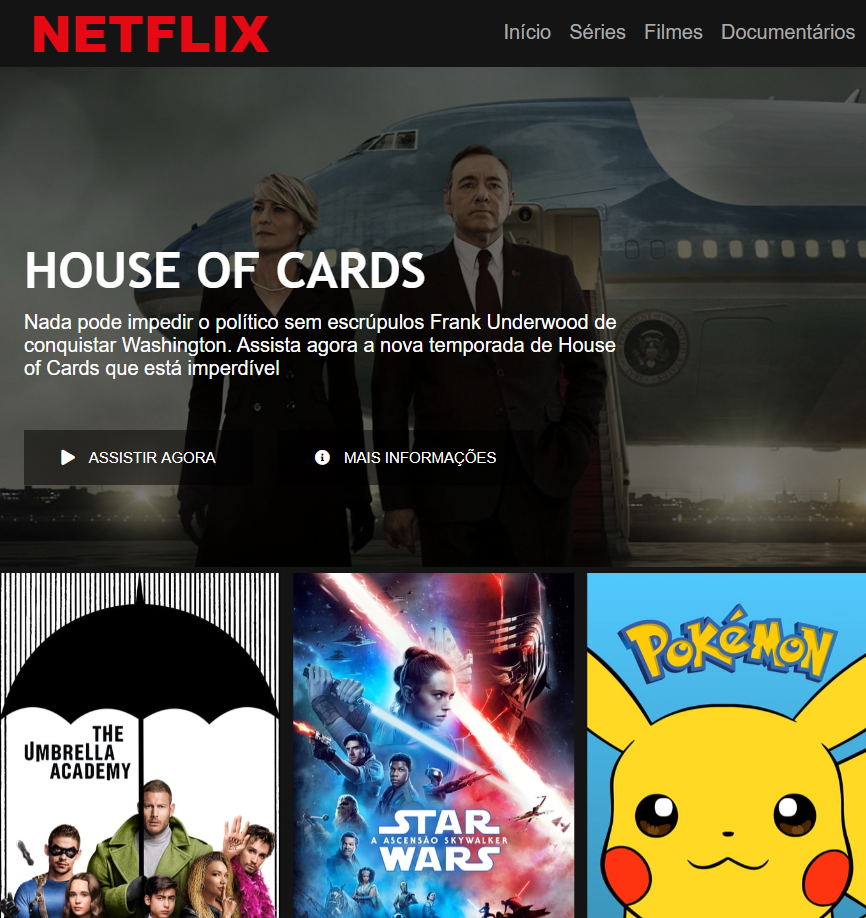 NETFLIX
Início Séries Filmes Documentários
HOUSE OF CARDS
Nada pode impedir o político sem escrúpulos Frank Underwood de
conquistar Washington. Assista agora a nova temporada de House
of Cards que está imperdível
ASSISTIR AGORA MAIS INFORMAÇÕES
THE
UMBRELLA
ACADEMY
STAR
A ASCENSÃO SKYWALKER
WARS
POKéMON